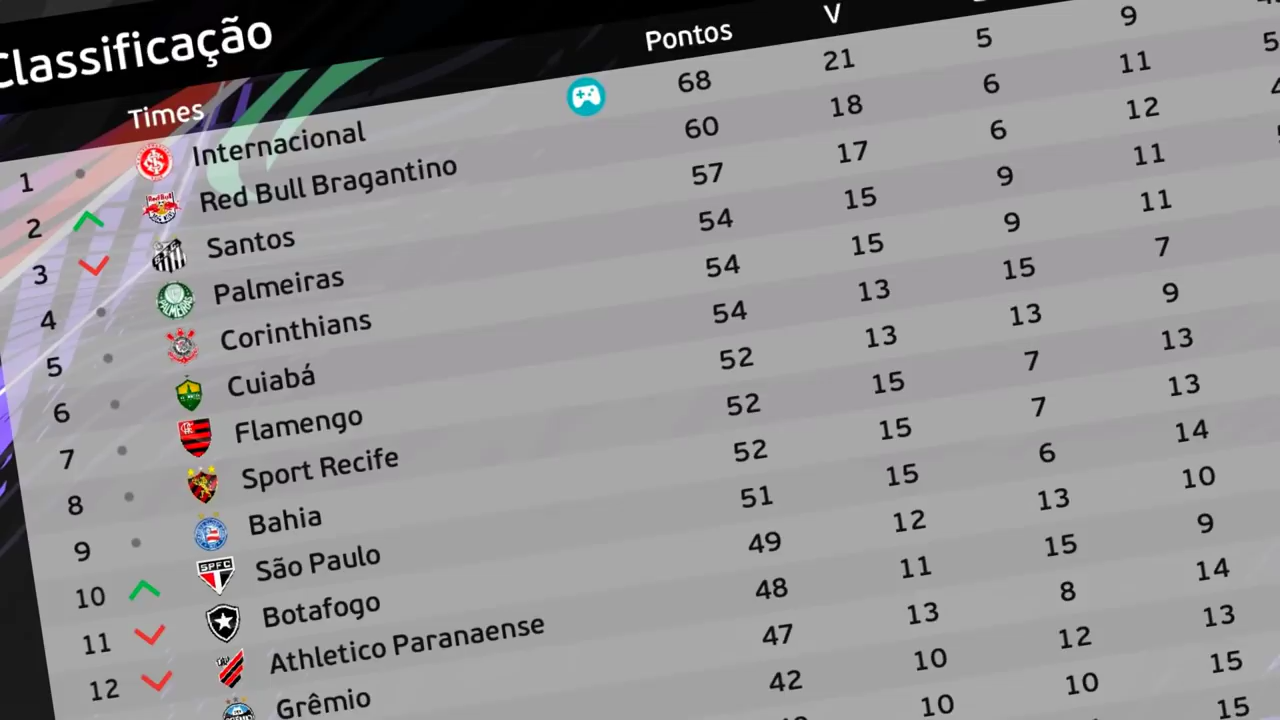 Classificação
Times Pontos V
1 Internacional 68 21 5 9
2 Red Bull Bragantino 60 18 6 11
3 Santos 57 17 6 12
4 Palmeiras 54 15 9 11
5 Corinthians 54 15 9 11
6 Cuiabá 54 13 15 7
7 Flamengo 52 13 13 9
8 Sport Recife 52 15 7 13
9 Bahia 52 15 7 13
10 São Paulo 51 15 6 14
11 Botafogo 49 12 13 10
12 Athletico Paranaense 48 11 15 9
Grêmio 47 13 8 14
42 10 12 13
10 10 15
15